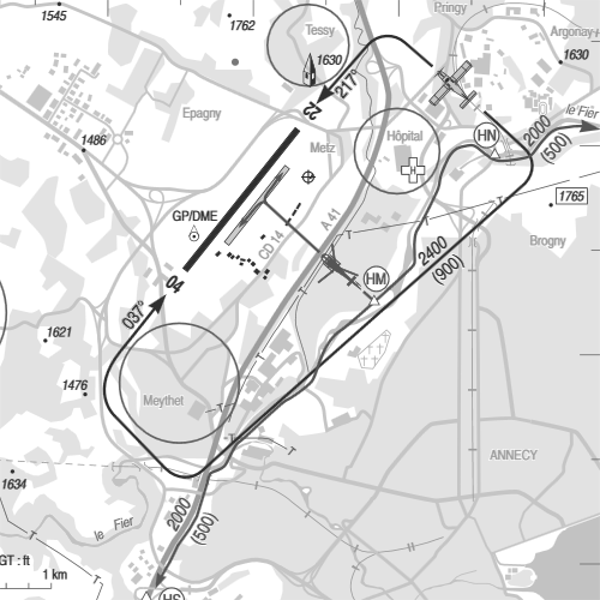 1545
1762
Tessy
1630
Pringy
Argonay
1630
217°
22
Epagny
le Fier
2000
(500)
HN
Hôpital
H
Metz
1486
1765
GP/DME
A 41
CD 14
Brogny
2400
(900)
HM
04
037°
1621
1476
Meythet
ANNECY
1634
le Fier
2000
(500)
GT : ft
1 km
HS